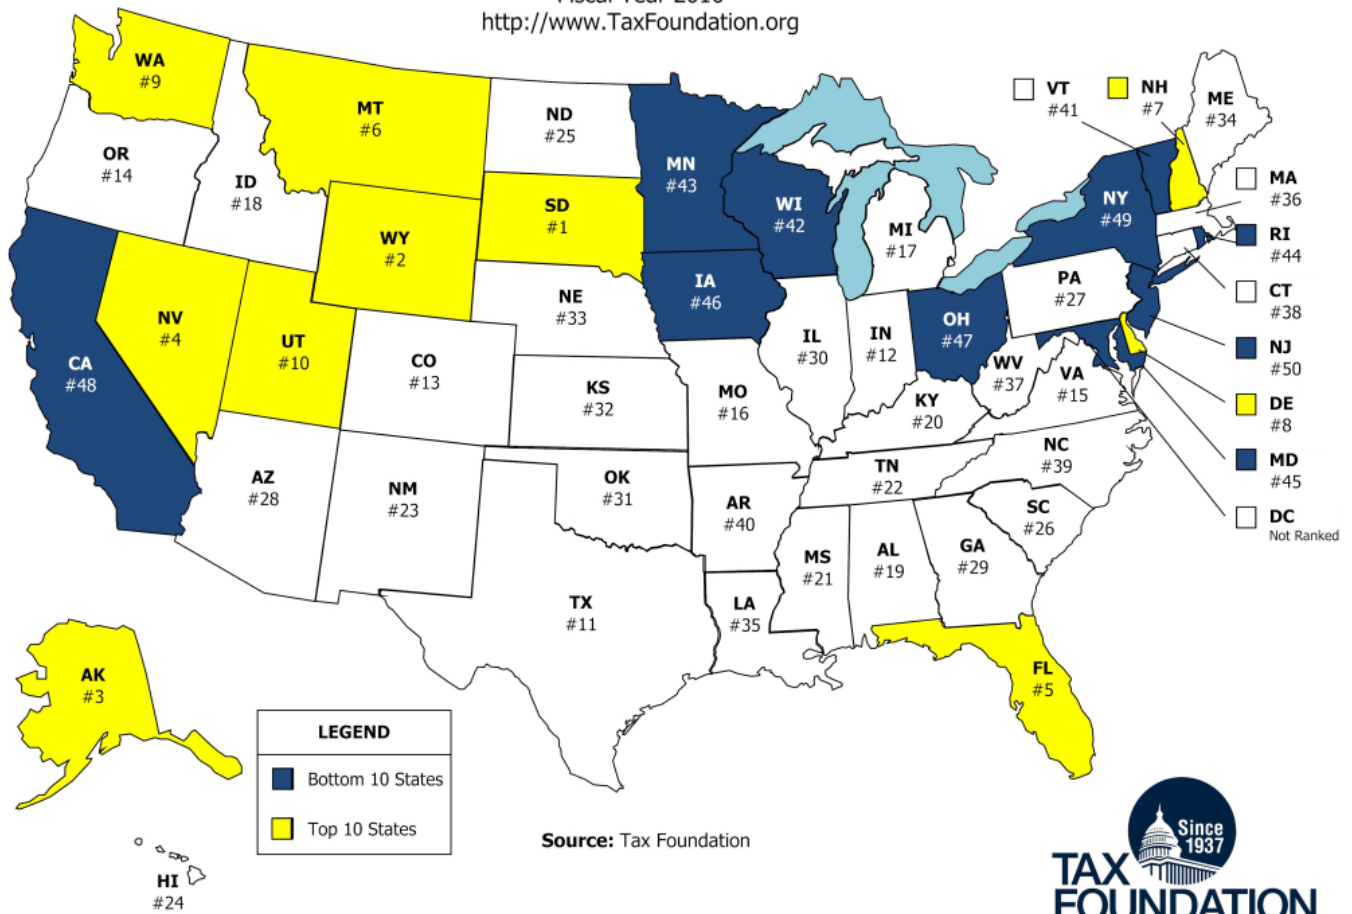 Fiscal Year 2010
http://www.TaxFoundation.org
WA
#9
MT
#6
ND
#25
MN
#43
VT
#41
NH
#7
ME
#34
OR
#14
ID
#18
SD
#1
WI
#42
MI
#17
NY
#49
MA
#36
WY
#2
RI
#44
NE
#33
IA
#46
PA
#27
CT
#38
NV
#4
UT
#10
CO
#13
IL
#30
IN
#12
OH
#47
NJ
#50
CA
#48
KS
#32
MO
#16
KY
#20
WV
#37
VA
#15
DE
#8
AZ
#28
NM
#23
OK
#31
AR
#40
TN
#22
NC
#39
MD
#45
SC
#26
DC
Not Ranked
MS
#21
AL
#19
GA
#29
TX
#11
LA
#35
FL
#5
AK
#3
HI
#24
LEGEND
Bottom 10 States
Top 10 States
Source: Tax Foundation
Since
1937
TAX
FOUNDATION